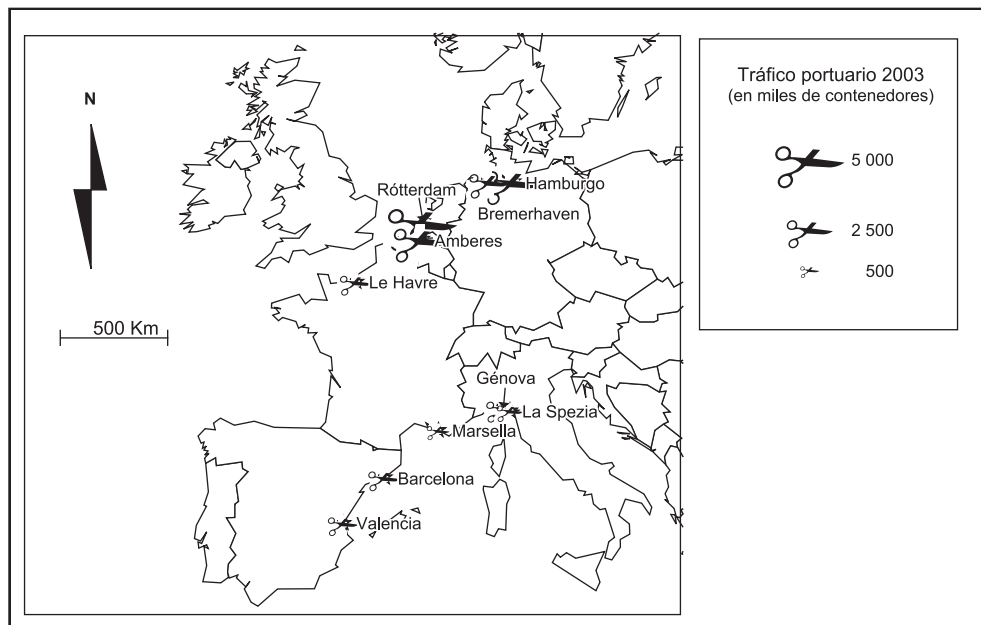 N
500 Km
Rótterdam
Hamburgo
Bremerhaven
Amberes
Le Havre
Génova
La Spezia
Marsella
Barcelona
Valencia
Tráfico portuario 2003
(en miles de contenedores)
5 000
2 500
500